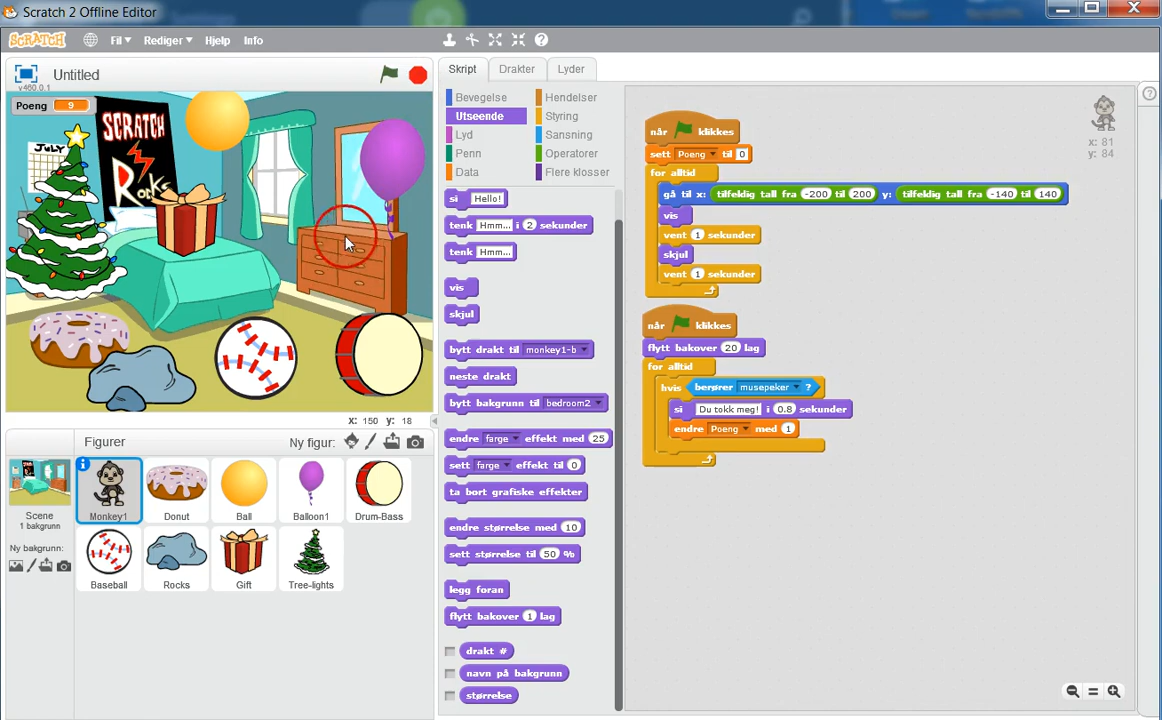 Scratch 2 Offline Editor
SCRATCH Fil Rediger Hjelp Info
Untitled
v460.0.1
Poeng 9
JULY
SCRATCH
Rocks
x: 150 y: 18
Figurer Ny figur:
Scene
1 bakgrunn
Ny bakgrunn:
Monkey1 Donut Ball Balloon1 Drum-Bass
Baseball Rocks Gift Tree-lights
Skript Drakter Lyder
Bevegelse Hendelser
Utseende Styring
Lyd Sansning
Penn Operatorer
Data Flere klosser
si Hello!
tenk Hmm... i 2 sekunder
tenk Hmm...
vis
skjul
bytt drakt til monkey1-b
neste drakt
bytt bakgrunn til bedroom2
endre farge effekt med 25
sett farge effekt til 0
ta bort grafiske effekter
endre størrelse med 10
sett størrelse til 50 %
legg foran
flytt bakover 1 lag
drakt #
navn på bakgrunn
størrelse
når klikkes
sett Poeng til 0
for alltid
gå til x: tilfeldig tall fra -200 til 200 y: tilfeldig tall fra -140 til 140
vis
vent 1 sekunder
skjul
vent 1 sekunder
når klikkes
flytt bakover 20 lag
for alltid
hvis berører musepeker ?
si Du tokk meg! i 0.8 sekunder
endre Poeng med 1
x: 81
y: 84